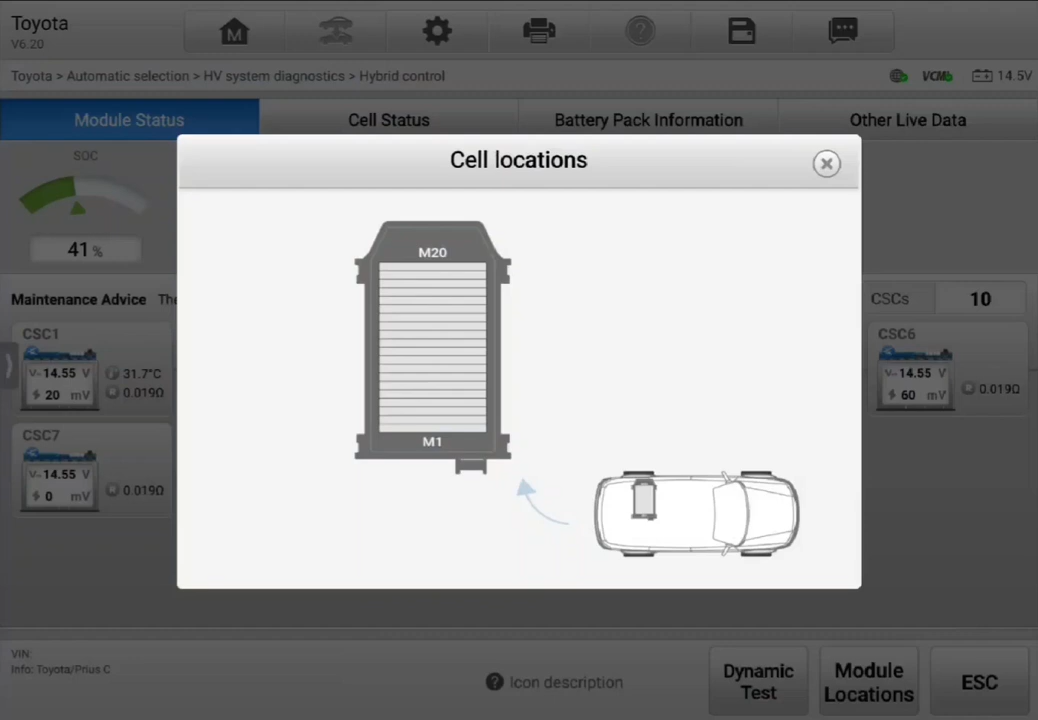 Toyota
V6.20
M
?
Toyota > Automatic selection > HV system diagnostics > Hybrid control
VCMI
14.5V
Module Status
Cell Status
Battery Pack Information
Other Live Data
SOC
41 %
Cell locations
M20
M1
Maintenance Advice The
CSCs 10
CSC1
V 14.55 V
20 mV
31.7°C
0.019Ω
CSC6
V 14.55 V
60 mV
0.019Ω
CSC7
V 14.55 V
0 mV
0.019Ω
VIN:
Info: Toyota/Prius C
? Icon description
Dynamic
Test
Module
Locations
ESC